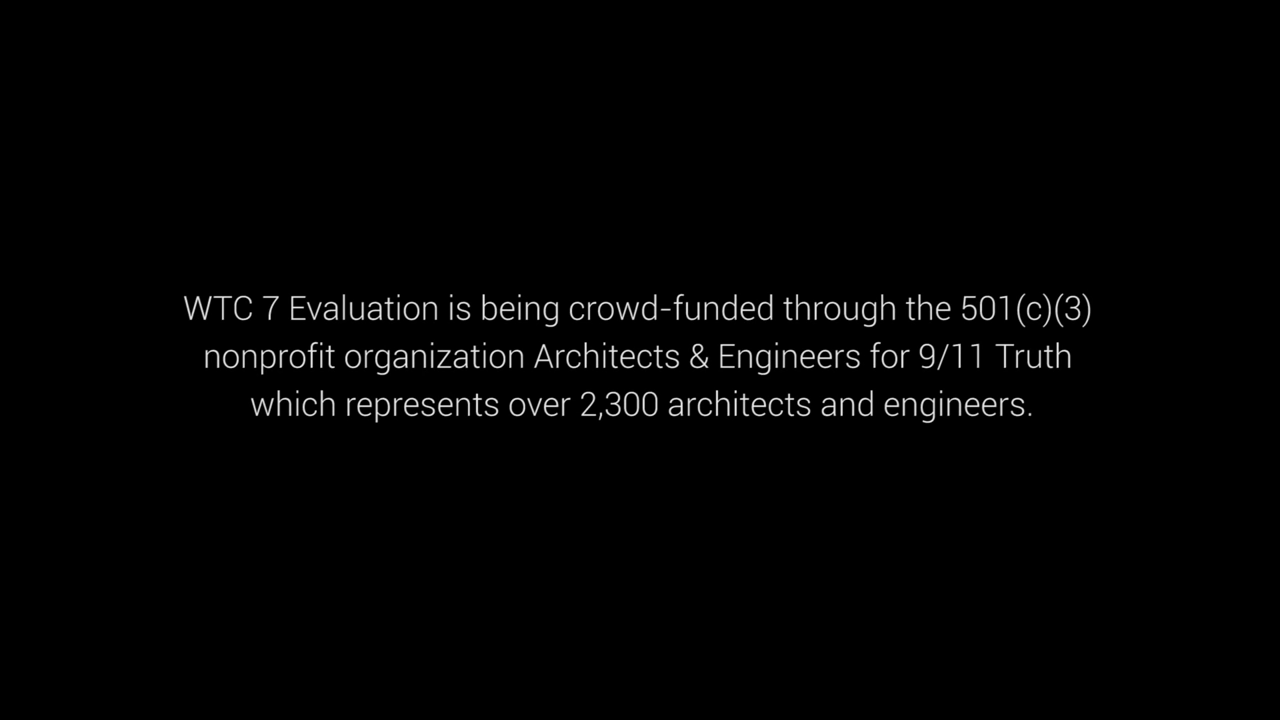 WTC 7 Evaluation is being crowd-funded through the 501(c)(3)
nonprofit organization Architects & Engineers for 9/11 Truth
which represents over 2,300 architects and engineers.